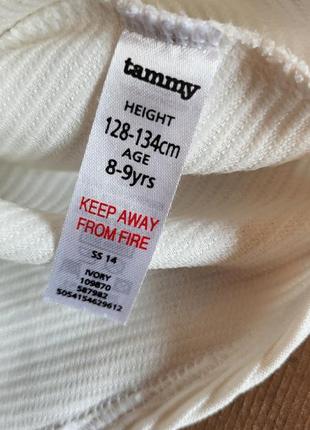 tammy
HEIGHT
128-134cm
AGE
8-9yrs
KEEP AWAY
FROM FIRE
SS 14
IVORY
109870
587982
5054154629612